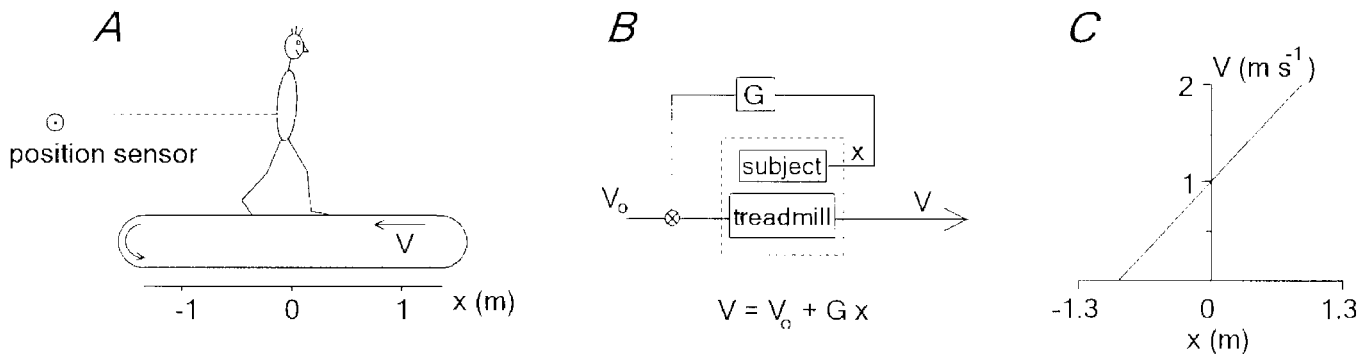 A
position sensor
V
-1 0 1 x (m)
B
G
x
subject
V₀
treadmill
V
V = V₀ + G x
C
V (m s⁻¹)
2
1
-1.3 0 1.3
x (m)